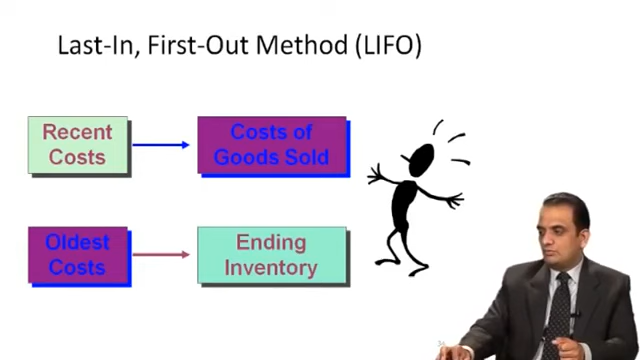 Last-In, First-Out Method (LIFO)
Recent
Costs
Costs of
Goods Sold
Oldest
Costs
Ending
Inventory